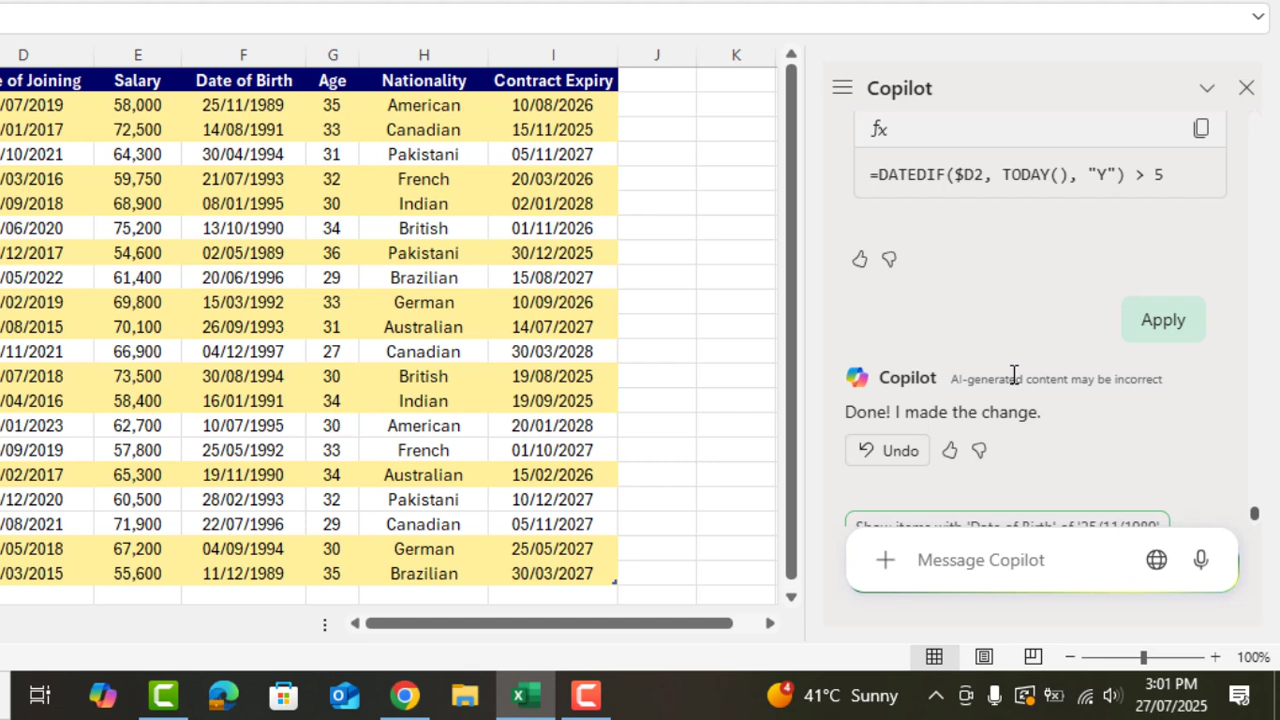 D E F G H I J K
e of Joining Salary Date of Birth Age Nationality Contract Expiry
/07/2019 58,000 25/11/1989 35 American 10/08/2026
/01/2017 72,500 14/08/1991 33 Canadian 15/11/2025
/10/2021 64,300 30/04/1994 31 Pakistani 05/11/2027
/03/2016 59,750 21/07/1993 32 French 20/03/2026
/09/2018 68,900 08/01/1995 30 Indian 02/01/2028
/06/2020 75,200 13/10/1990 34 British 01/11/2026
/12/2017 54,600 02/05/1989 36 Pakistani 30/12/2025
/05/2022 61,400 20/06/1996 29 Brazilian 15/08/2027
/02/2019 69,800 15/03/1992 33 German 10/09/2026
/08/2015 70,100 26/09/1993 31 Australian 14/07/2027
/11/2021 66,900 04/12/1997 27 Canadian 30/03/2028
/07/2018 73,500 30/08/1994 30 British 19/08/2025
/04/2016 58,400 16/01/1991 34 Indian 19/09/2025
/01/2023 62,700 10/07/1995 30 American 20/01/2028
/09/2019 57,800 25/05/1992 33 French 01/10/2027
/02/2017 65,300 19/11/1990 34 Australian 15/02/2026
/12/2020 60,500 28/02/1993 32 Pakistani 10/12/2027
/08/2021 71,900 22/07/1996 29 Canadian 05/11/2027
/05/2018 67,200 04/09/1994 30 German 25/05/2027
/03/2015 55,600 11/12/1989 35 Brazilian 30/03/2027
Copilot
fx
=DATEDIF($D2, TODAY(), "Y") > 5
Apply
Copilot AI-generated content may be incorrect
Done! I made the change.
Undo
Show items with 'Date of Birth' of '25/11/1989'
Message Copilot
100%
4 41°C Sunny
3:01 PM
27/07/2025